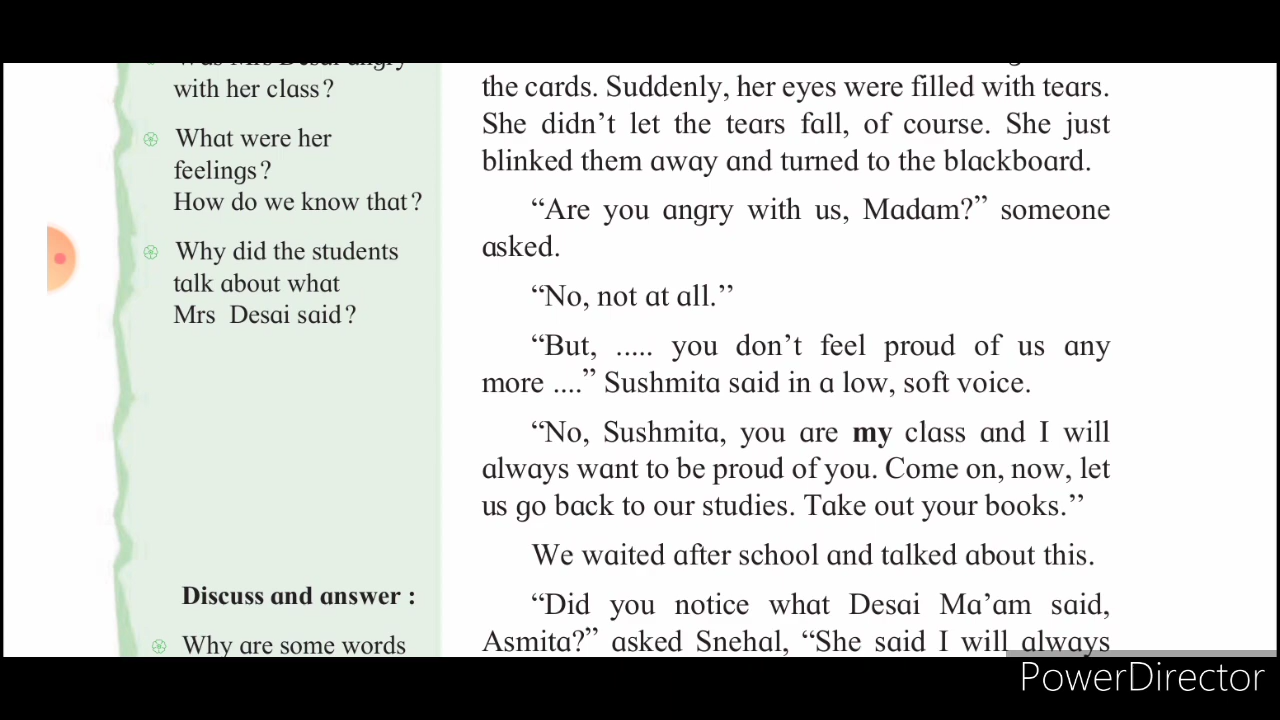 Was Mrs Desai angry
with her class?
What were her
feelings?
How do we know that?
Why did the students
talk about what
Mrs Desai said?
Discuss and answer :
Why are some words
the cards. Suddenly, her eyes were filled with tears.
She didn’t let the tears fall, of course. She just
blinked them away and turned to the blackboard.
“Are you angry with us, Madam?” someone
asked.
“No, not at all.’’
“But, ..... you don’t feel proud of us any
more ....” Sushmita said in a low, soft voice.
“No, Sushmita, you are my class and I will
always want to be proud of you. Come on, now, let
us go back to our studies. Take out your books.’’
We waited after school and talked about this.
“Did you notice what Desai Ma’am said,
Asmita?” asked Snehal, “She said I will always
PowerDirector